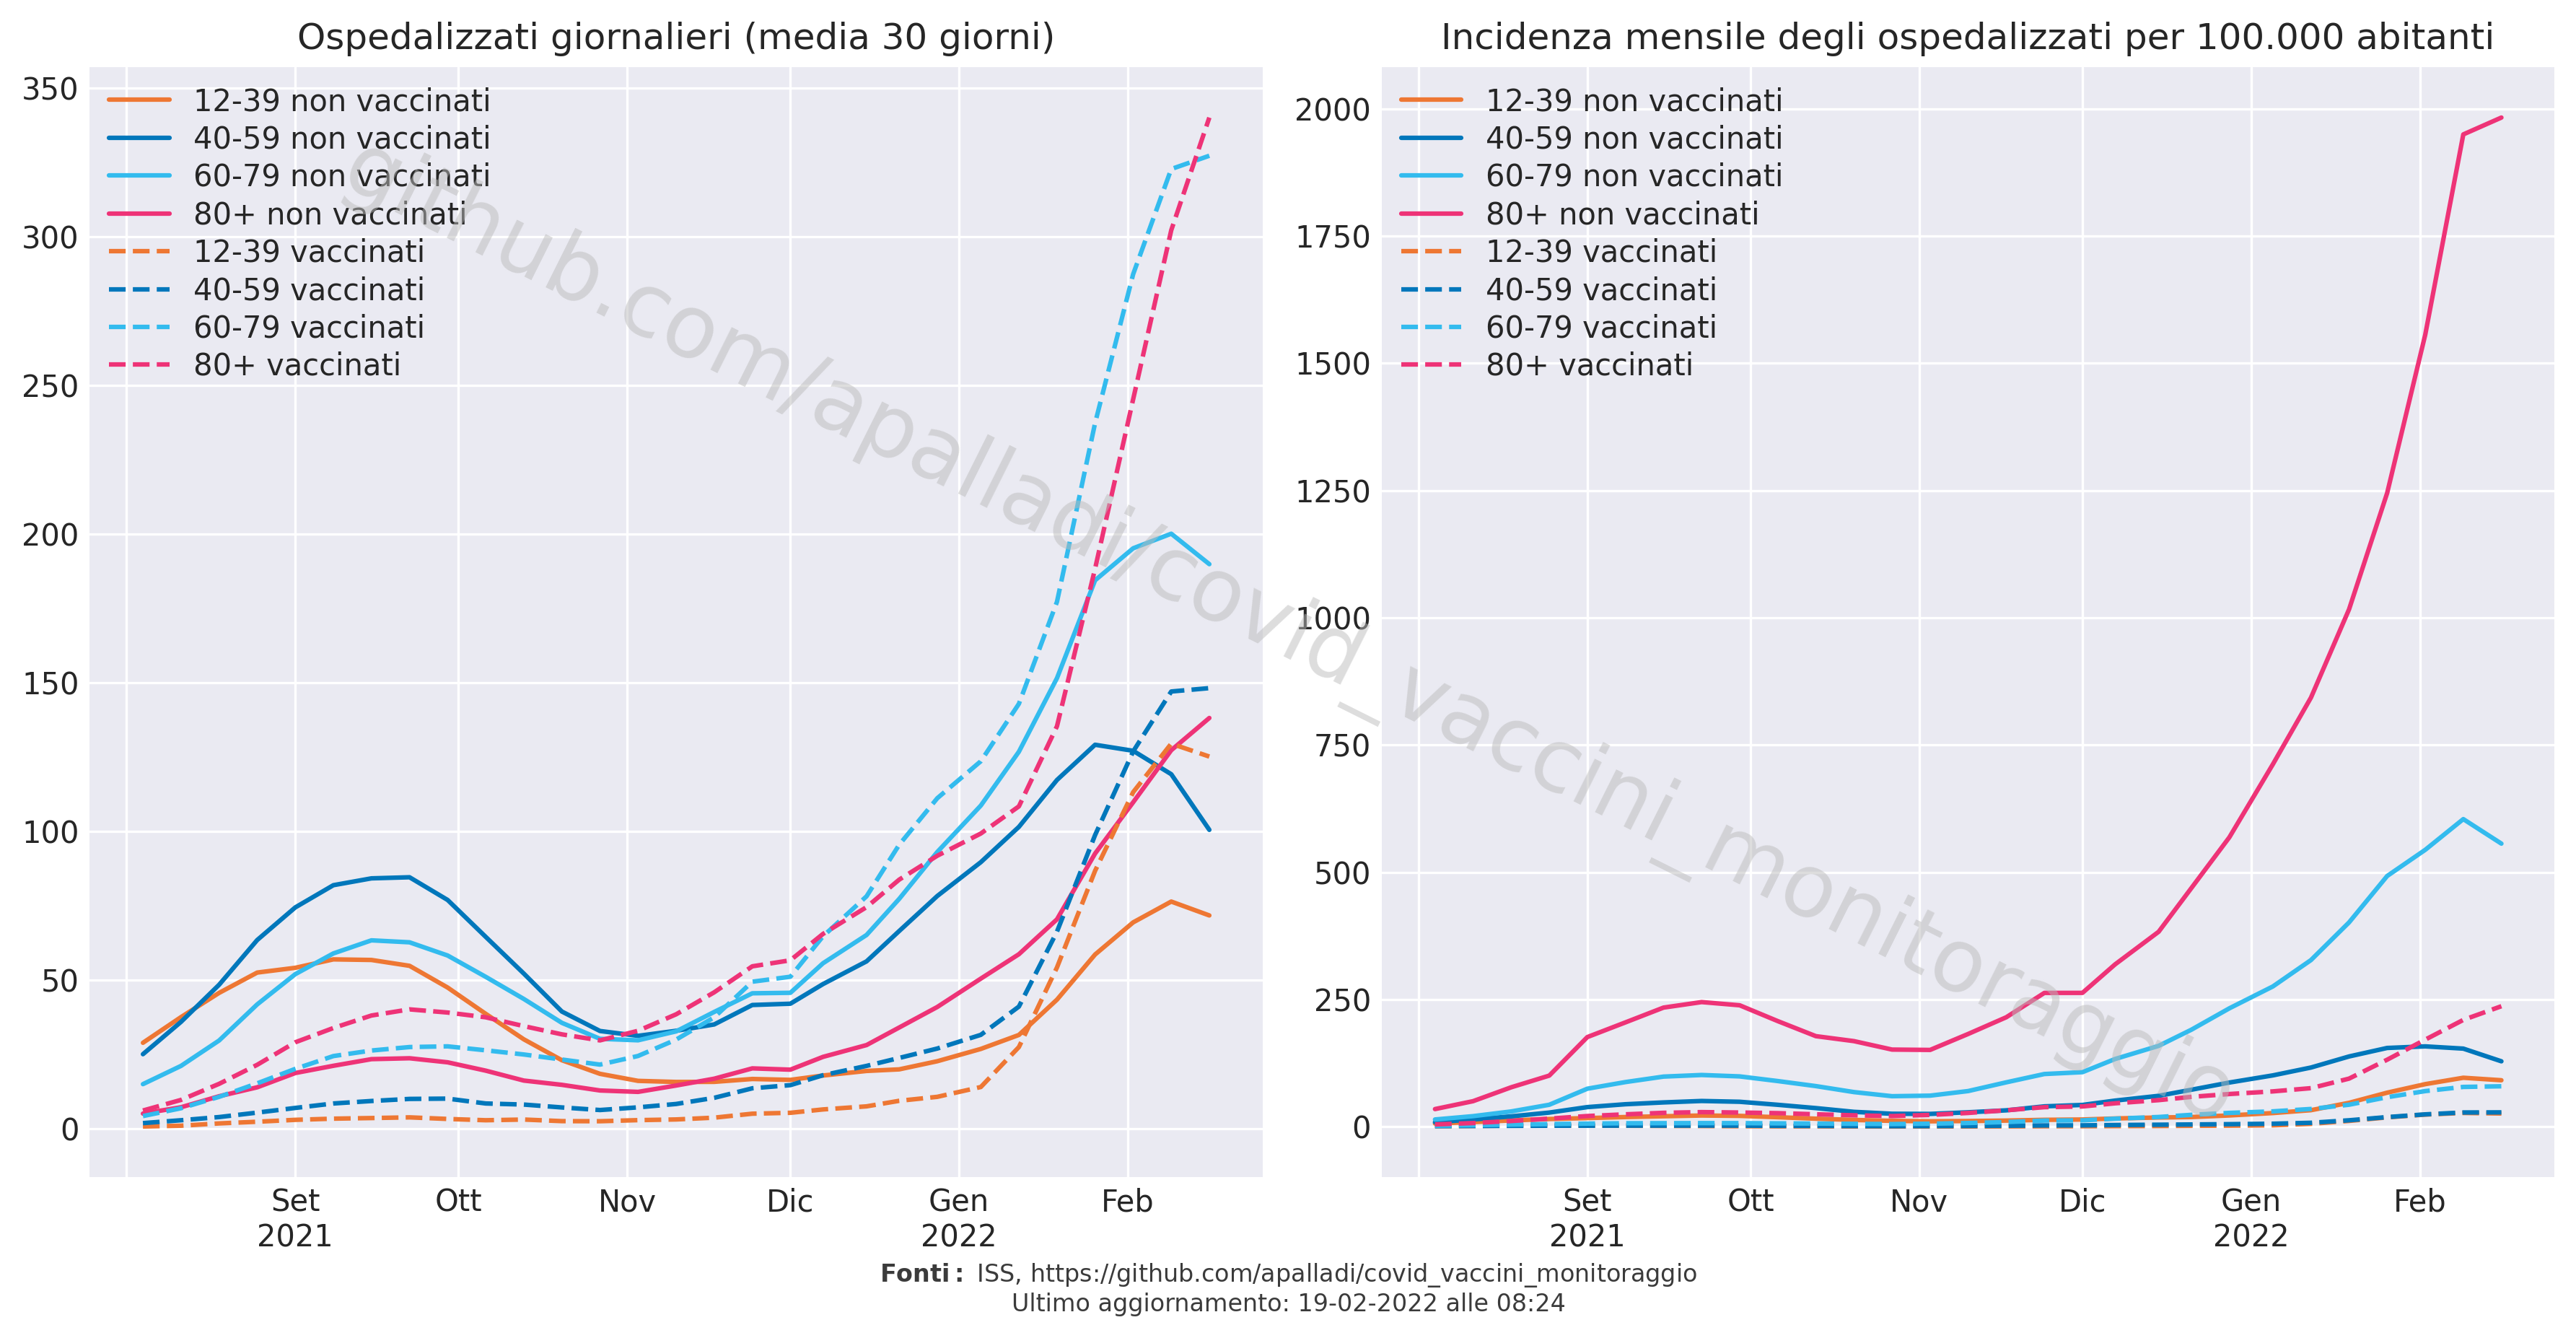 Ospedalizzati giornalieri (media 30 giorni)
350
300
250
200
150
100
50
0
12-39 non vaccinati
40-59 non vaccinati
60-79 non vaccinati
80+ non vaccinati
12-39 vaccinati
40-59 vaccinati
60-79 vaccinati
80+ vaccinati
Set
2021
Ott
Nov
Dic
Gen
2022
Feb
Incidenza mensile degli ospedalizzati per 100.000 abitanti
2000
1750
1500
1250
1000
750
500
250
0
12-39 non vaccinati
40-59 non vaccinati
60-79 non vaccinati
80+ non vaccinati
12-39 vaccinati
40-59 vaccinati
60-79 vaccinati
80+ vaccinati
Set
2021
Ott
Nov
Dic
Gen
2022
Feb
github.com/apalladi/covid_vaccini_monitoraggio
Fonti: ISS, https://github.com/apalladi/covid_vaccini_monitoraggio
Ultimo aggiornamento: 19-02-2022 alle 08:24